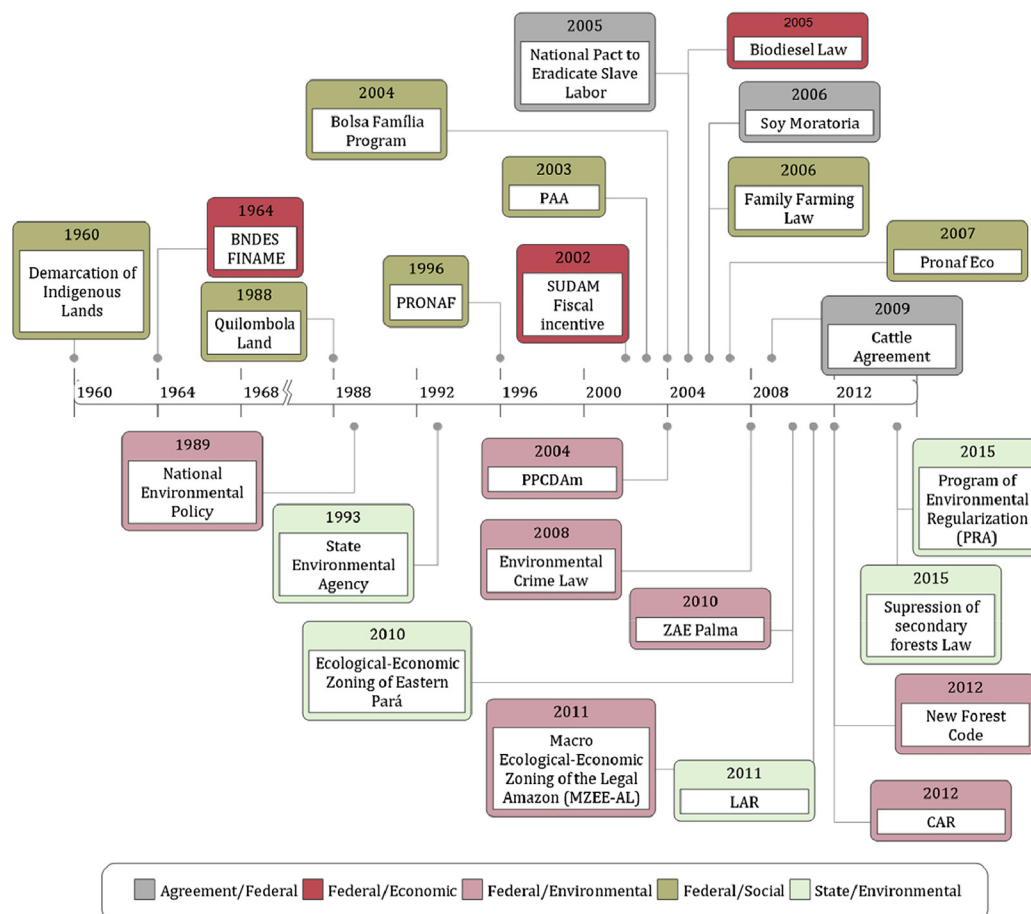 2005
National Pact to
Eradicate Slave
Labor
2005
Biodiesel Law
2004
Bolsa Família
Program
2006
Soy Moratoria
2003
PAA
2006
Family Farming
Law
1960
Demarcation of
Indigenous
Lands
1964
BNDES
FINAME
1988
Quilombola
Land
1996
PRONAF
2002
SUDAM
Fiscal
incentive
2007
Pronaf Eco
2009
Cattle
Agreement
1960
1964
1968
1988
1992
1996
2000
2004
2008
2012
1989
National
Environmental
Policy
1993
State
Environmental
Agency
2004
PPCDAm
2008
Environmental
Crime Law
2015
Program of
Environmental
Regularization
(PRA)
2010
ZAE Palma
2015
Supression of
secondary
forests Law
2010
Ecological-Economic
Zoning of Eastern
Pará
2011
Macro
Ecological-Economic
Zoning of the Legal
Amazon (MZEE-AL)
2011
LAR
2012
New Forest
Code
2012
CAR
Agreement/Federal
Federal/Economic
Federal/Environmental
Federal/Social
State/Environmental